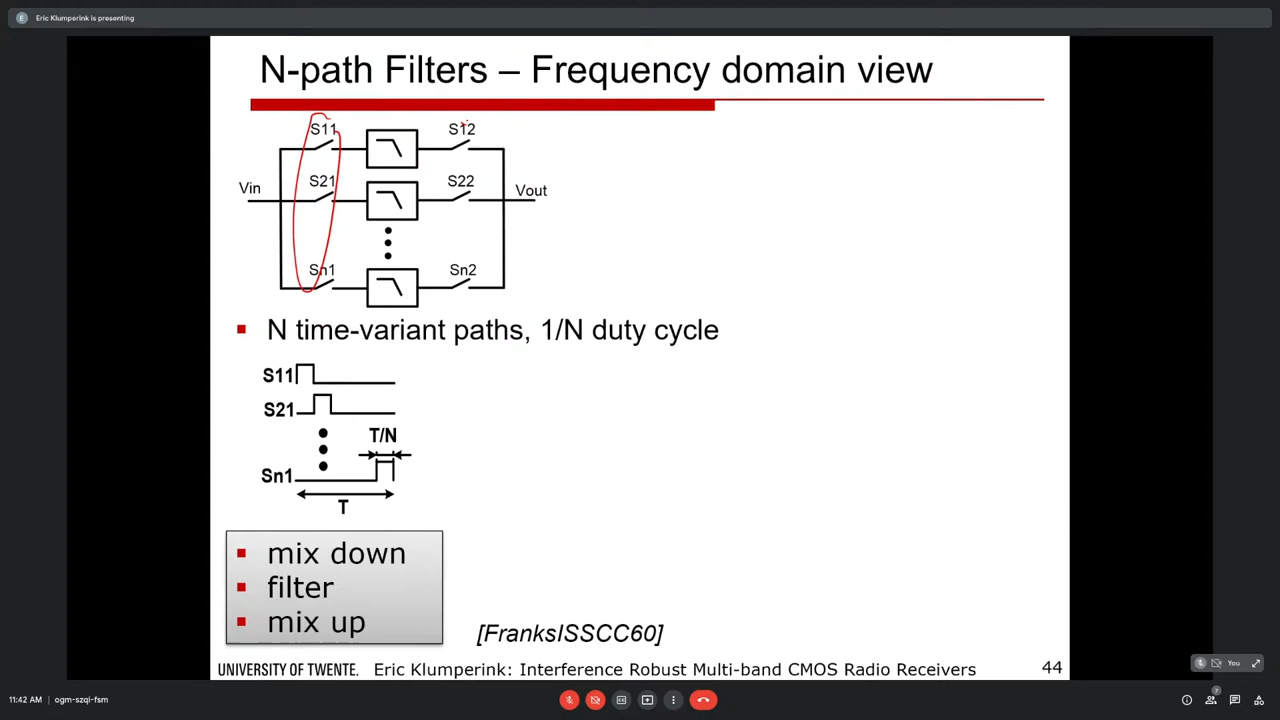 E Eric Klumperink is presenting
N-path Filters – Frequency domain view
S11 S12
Vin S21 S22 Vout
Sn1 Sn2
N time-variant paths, 1/N duty cycle
S11
S21
T/N
Sn1
T
mix down
filter
mix up
[FranksISSCC60]
UNIVERSITY OF TWENTE. Eric Klumperink: Interference Robust Multi-band CMOS Radio Receivers 44
You
11:42 AM ogm-szqi-fsm
7